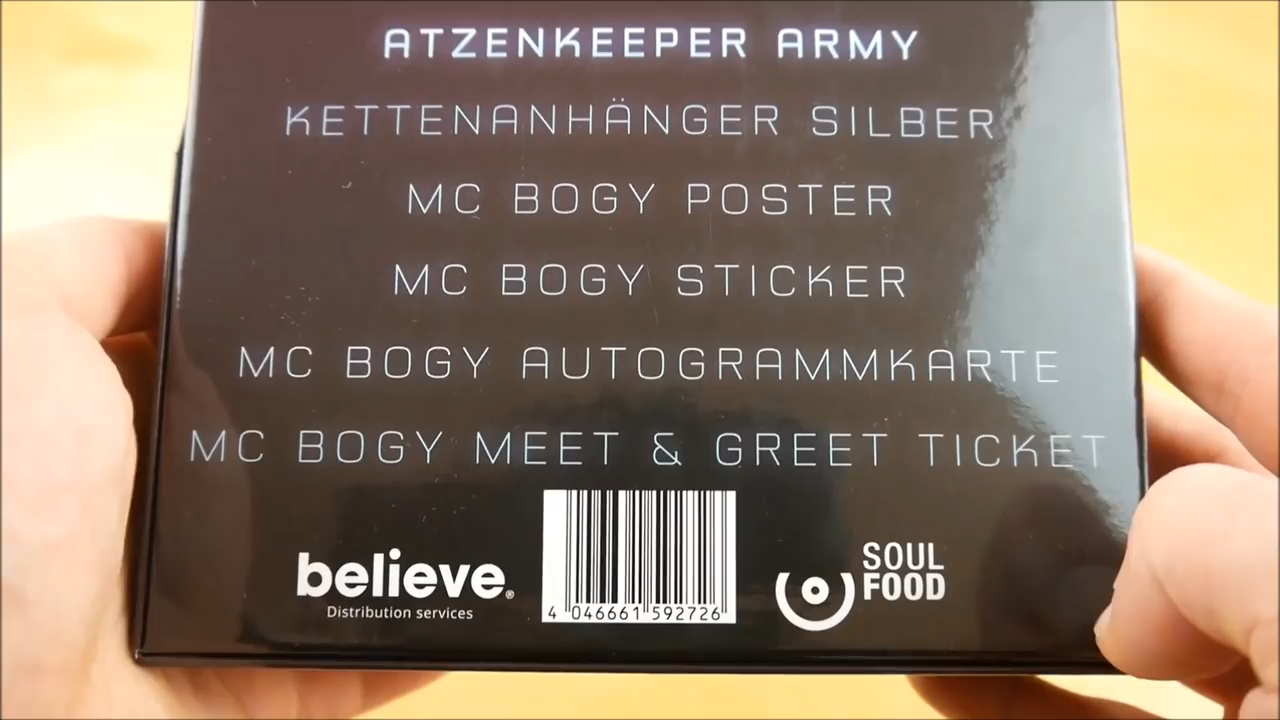 ATZENKEEPER ARMY
KETTENANHÄNGER SILBER
MC BOGY POSTER
MC BOGY STICKER
MC BOGY AUTOGRAMMKARTE
MC BOGY MEET & GREET TICKET
believe®
Distribution services
4 046661 592726
SOUL
FOOD